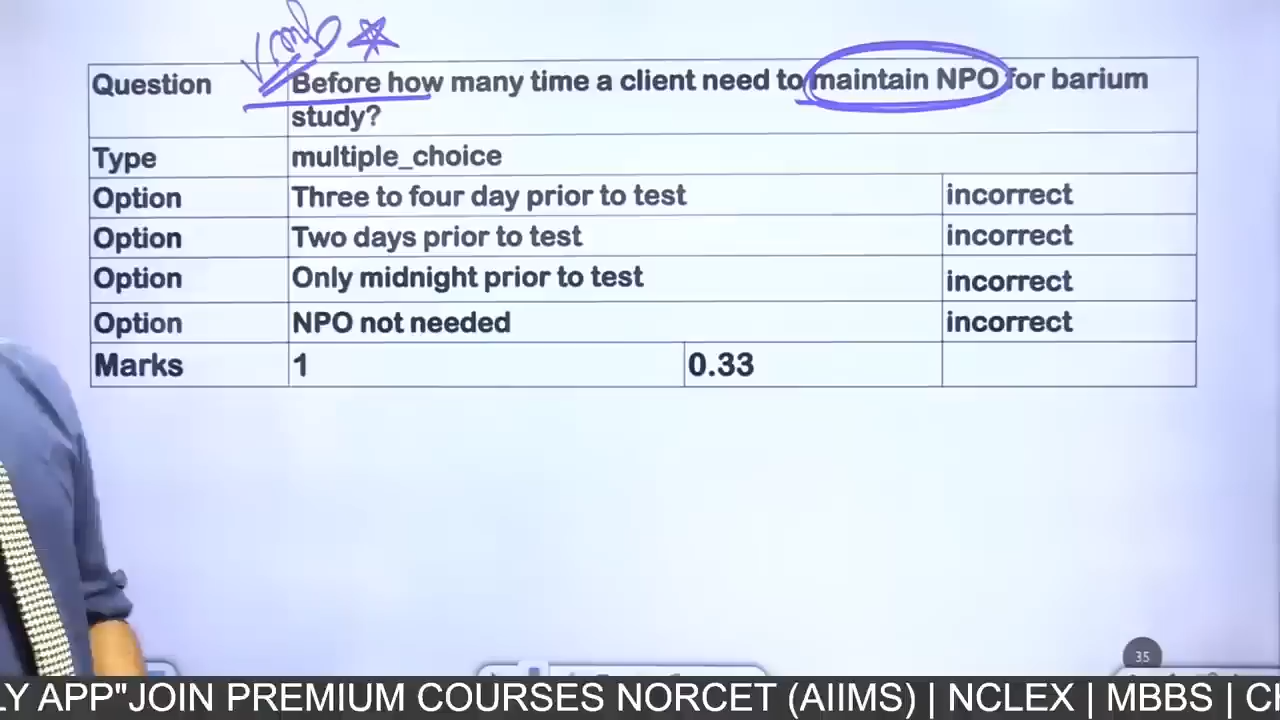 Vmb
Question Before how many time a client need to maintain NPO for barium
study?
Type multiple_choice
Option Three to four day prior to test incorrect
Option Two days prior to test incorrect
Option Only midnight prior to test incorrect
Option NPO not needed incorrect
Marks 1 0.33
35
LY APP"JOIN PREMIUM COURSES NORCET (AIIMS) | NCLEX | MBBS |